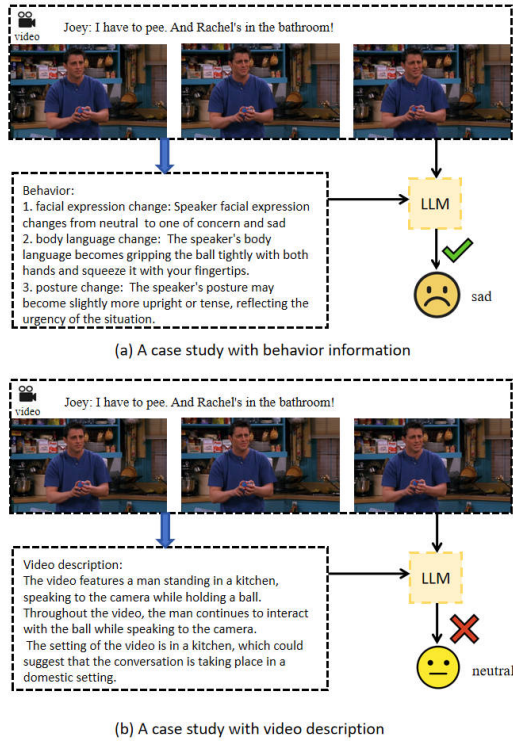 Joey: I have to pee. And Rachel's in the bathroom!
video
Behavior:
1. facial expression change: Speaker facial expression
changes from neutral to one of concern and sad
2. body language change: The speaker's body
language becomes gripping the ball tightly with both
hands and squeeze it with your fingertips.
3. posture change: The speaker's posture may
become slightly more upright or tense, reflecting the
urgency of the situation.
LLM
sad
(a) A case study with behavior information
Joey: I have to pee. And Rachel's in the bathroom!
video
Video description:
The video features a man standing in a kitchen,
speaking to the camera while holding a ball.
Throughout the video, the man continues to interact
with the ball while speaking to the camera.
The setting of the video is in a kitchen, which could
suggest that the conversation is taking place in a
domestic setting.
LLM
neutral
(b) A case study with video description